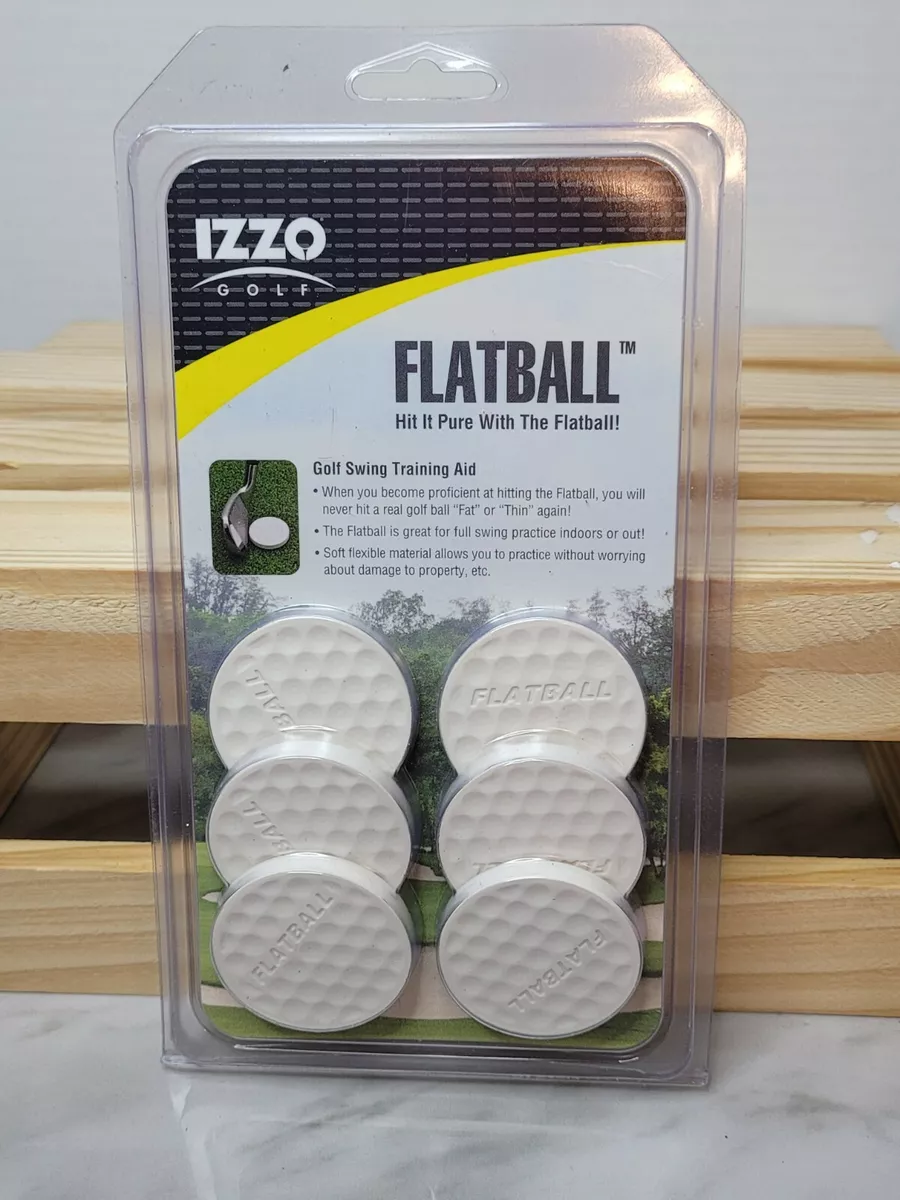 IZZO
GOLF
FLATBALL™
Hit It Pure With The Flatball!
Golf Swing Training Aid
• When you become proficient at hitting the Flatball, you will
never hit a real golf ball “Fat” or “Thin” again!
• The Flatball is great for full swing practice indoors or out!
• Soft flexible material allows you to practice without worrying
about damage to property, etc.
BALL
FLATBALL
BALL
FLATBALL
FLATBALL